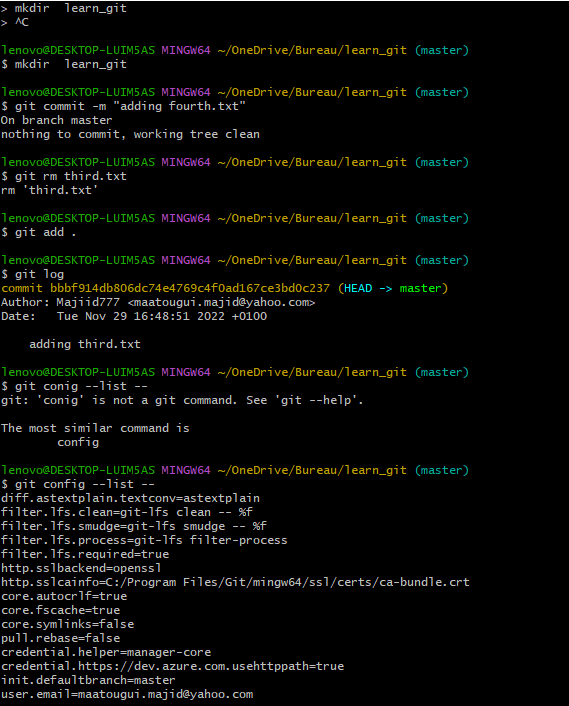 > mkdir  learn_git
> ^C

lenovo@DESKTOP-LUIM5AS MINGW64 ~/OneDrive/Bureau/learn_git (master)
$ mkdir  learn_git

lenovo@DESKTOP-LUIM5AS MINGW64 ~/OneDrive/Bureau/learn_git (master)
$ git commit -m "adding fourth.txt"
On branch master
nothing to commit, working tree clean

lenovo@DESKTOP-LUIM5AS MINGW64 ~/OneDrive/Bureau/learn_git (master)
$ git rm third.txt
rm 'third.txt'

lenovo@DESKTOP-LUIM5AS MINGW64 ~/OneDrive/Bureau/learn_git (master)
$ git add .

lenovo@DESKTOP-LUIM5AS MINGW64 ~/OneDrive/Bureau/learn_git (master)
$ git log
commit bbbf914db806dc74e4769c4f0ad167ce3bd0c237 (HEAD -> master)
Author: Majiid777 <maatougui.majid@yahoo.com>
Date:   Tue Nov 29 16:48:51 2022 +0100

    adding third.txt

lenovo@DESKTOP-LUIM5AS MINGW64 ~/OneDrive/Bureau/learn_git (master)
$ git conig --list --
git: 'conig' is not a git command. See 'git --help'.

The most similar command is
        config

lenovo@DESKTOP-LUIM5AS MINGW64 ~/OneDrive/Bureau/learn_git (master)
$ git config --list --
diff.astextplain.textconv=astextplain
filter.lfs.clean=git-lfs clean -- %f
filter.lfs.smudge=git-lfs smudge -- %f
filter.lfs.process=git-lfs filter-process
filter.lfs.required=true
http.sslbackend=openssl
http.sslcainfo=C:/Program Files/Git/mingw64/ssl/certs/ca-bundle.crt
core.autocrlf=true
core.fscache=true
core.symlinks=false
pull.rebase=false
credential.helper=manager-core
credential.https://dev.azure.com.usehttppath=true
init.defaultbranch=master
user.email=maatougui.majid@yahoo.com